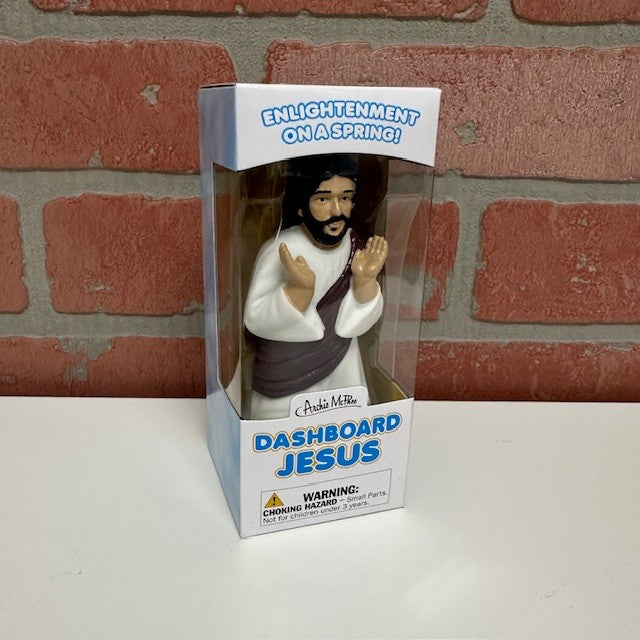 ENLIGHTENMENT
ON A SPRING!
Archie McPhee
DASHBOARD
JESUS
WARNING:
CHOKING HAZARD — Small Parts.
Not for children under 3 years.